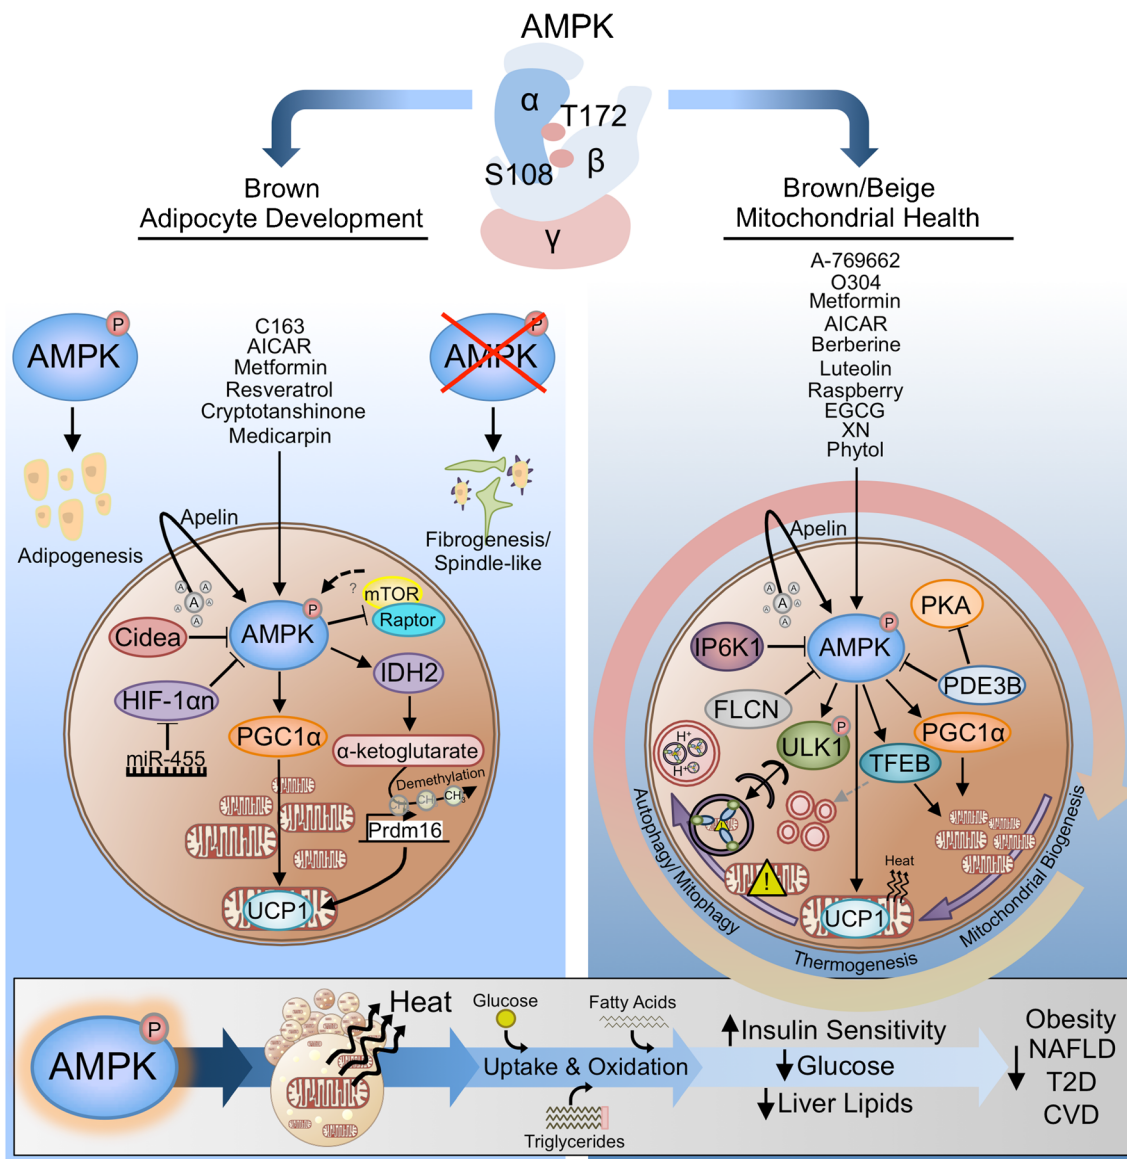 AMPK
α
T172
S108
β
γ
Brown
Adipocyte Development
Brown/Beige
Mitochondrial Health
P
AMPK
Adipogenesis
C163
AICAR
Metformin
Resveratrol
Cryptotanshinone
Medicarpin
P
AMPK
Fibrogenesis/
Spindle-like
Apelin
A
A
A
A
A
A
?
mTOR
Raptor
P
AMPK
Cidea
HIF-1αn
miR-455
IDH2
PGC1α
α-ketoglutarate
Demethylation
CH₃
CH
CH₃
Prdm16
UCP1
A-769662
O304
Metformin
AICAR
Berberine
Luteolin
Raspberry
EGCG
XN
Phytol
Apelin
A
A
A
A
A
A
PKA
P
AMPK
IP6K1
PDE3B
FLCN
P
ULK1
PGC1α
TFEB
H⁺
H⁺
!
Heat
UCP1
Autophagy/Mitophagy
Thermogenesis
Mitochondrial Biogenesis
P
AMPK
Heat
Glucose
Fatty Acids
Uptake & Oxidation
Triglycerides
Insulin Sensitivity
Glucose
Liver Lipids
Obesity
NAFLD
T2D
CVD